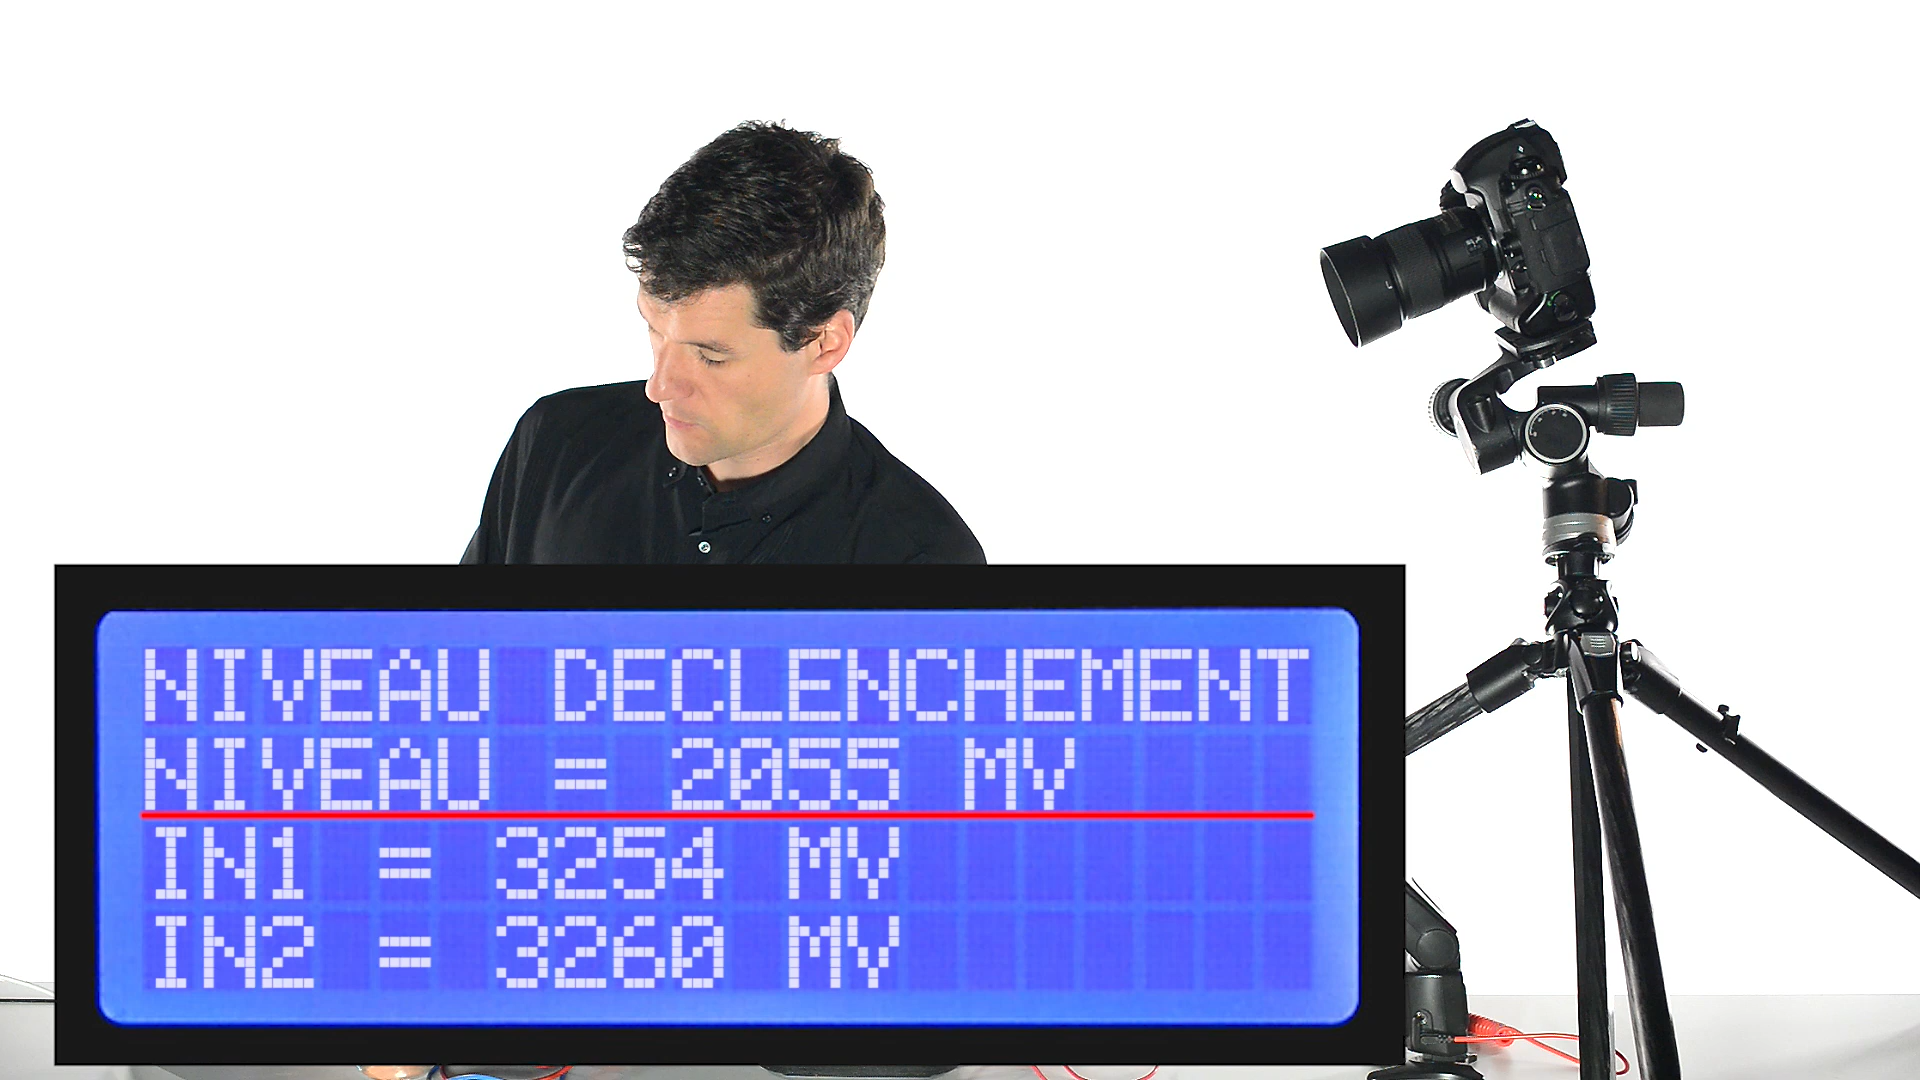 NIVEAU DECLENCHEMENT
NIVEAU = 2055 MV
IN1 = 3254 MV
IN2 = 3260 MV